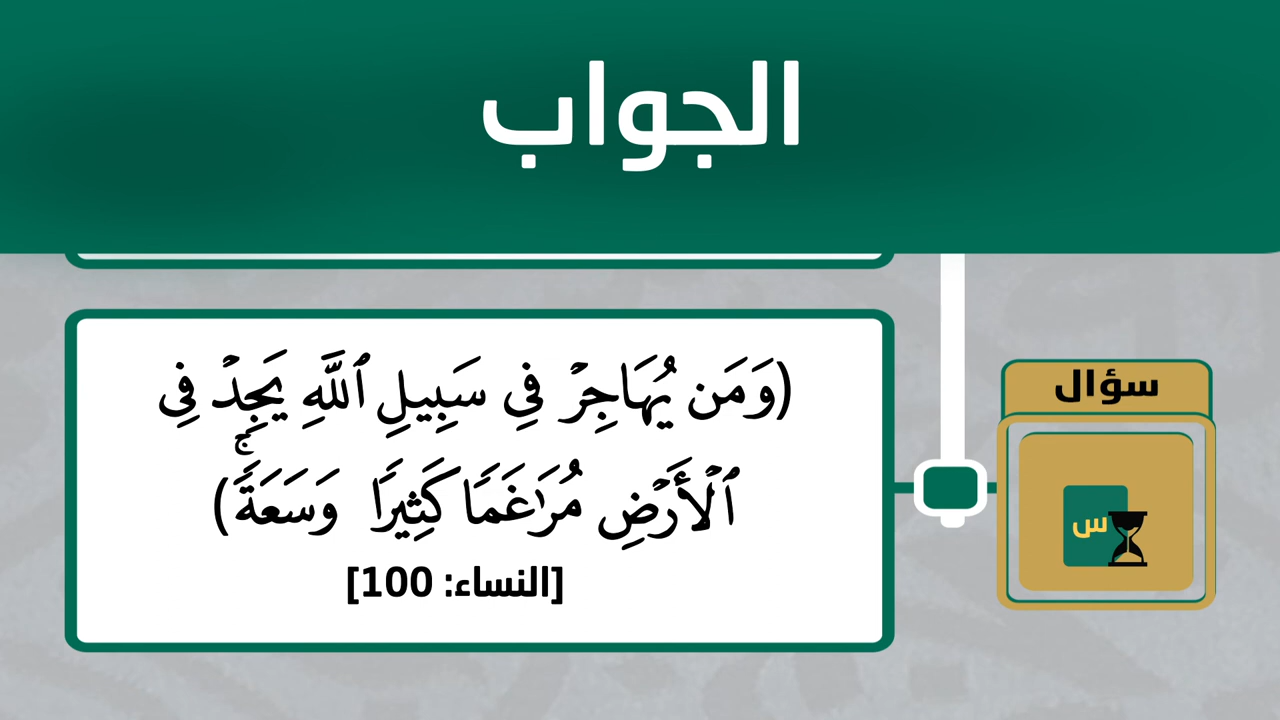 الجواب
(وَمَن يُهَاجِرۡ فِي سَبِيلِ ٱللَّهِ يَجِدۡ فِي
ٱلۡأَرۡضِ مُرَٰغَمٗا كَثِيرٗا وَسَعَةٗۚ)
[النساء: 100]
سؤال
س